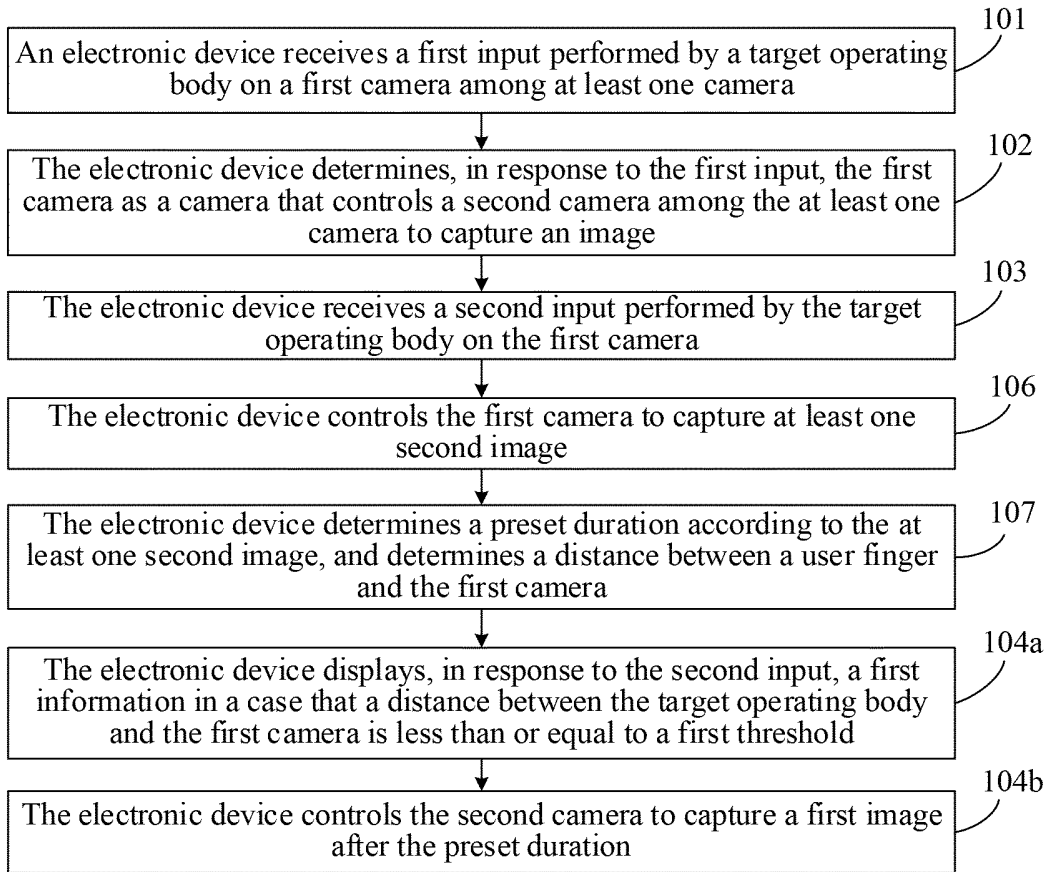 101
An electronic device receives a first input performed by a target operating
body on a first camera among at least one camera
102
The electronic device determines, in response to the first input, the first
camera as a camera that controls a second camera among the at least one
camera to capture an image
103
The electronic device receives a second input performed by the target
operating body on the first camera
106
The electronic device controls the first camera to capture at least one
second image
107
The electronic device determines a preset duration according to the at
least one second image, and determines a distance between a user finger
and the first camera
104a
The electronic device displays, in response to the second input, a first
information in a case that a distance between the target operating body
and the first camera is less than or equal to a first threshold
104b
The electronic device controls the second camera to capture a first image
after the preset duration